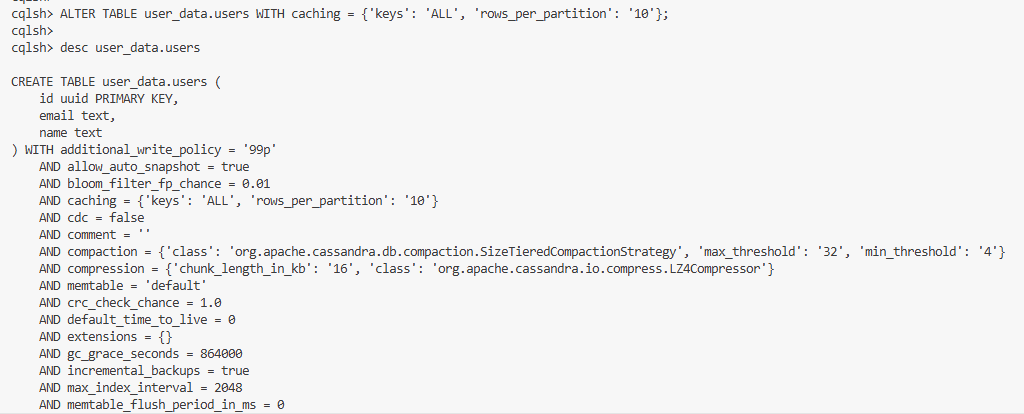 cqlsh> ALTER TABLE user_data.users WITH caching = {'keys': 'ALL', 'rows_per_partition': '10'};
cqlsh>
cqlsh> desc user_data.users
CREATE TABLE user_data.users (
    id uuid PRIMARY KEY,
    email text,
    name text
) WITH additional_write_policy = '99p'
    AND allow_auto_snapshot = true
    AND bloom_filter_fp_chance = 0.01
    AND caching = {'keys': 'ALL', 'rows_per_partition': '10'}
    AND cdc = false
    AND comment = ''
    AND compaction = {'class': 'org.apache.cassandra.db.compaction.SizeTieredCompactionStrategy', 'max_threshold': '32', 'min_threshold': '4'}
    AND compression = {'chunk_length_in_kb': '16', 'class': 'org.apache.cassandra.io.compress.LZ4Compressor'}
    AND memtable = 'default'
    AND crc_check_chance = 1.0
    AND default_time_to_live = 0
    AND extensions = {}
    AND gc_grace_seconds = 864000
    AND incremental_backups = true
    AND max_index_interval = 2048
    AND memtable_flush_period_in_ms = 0